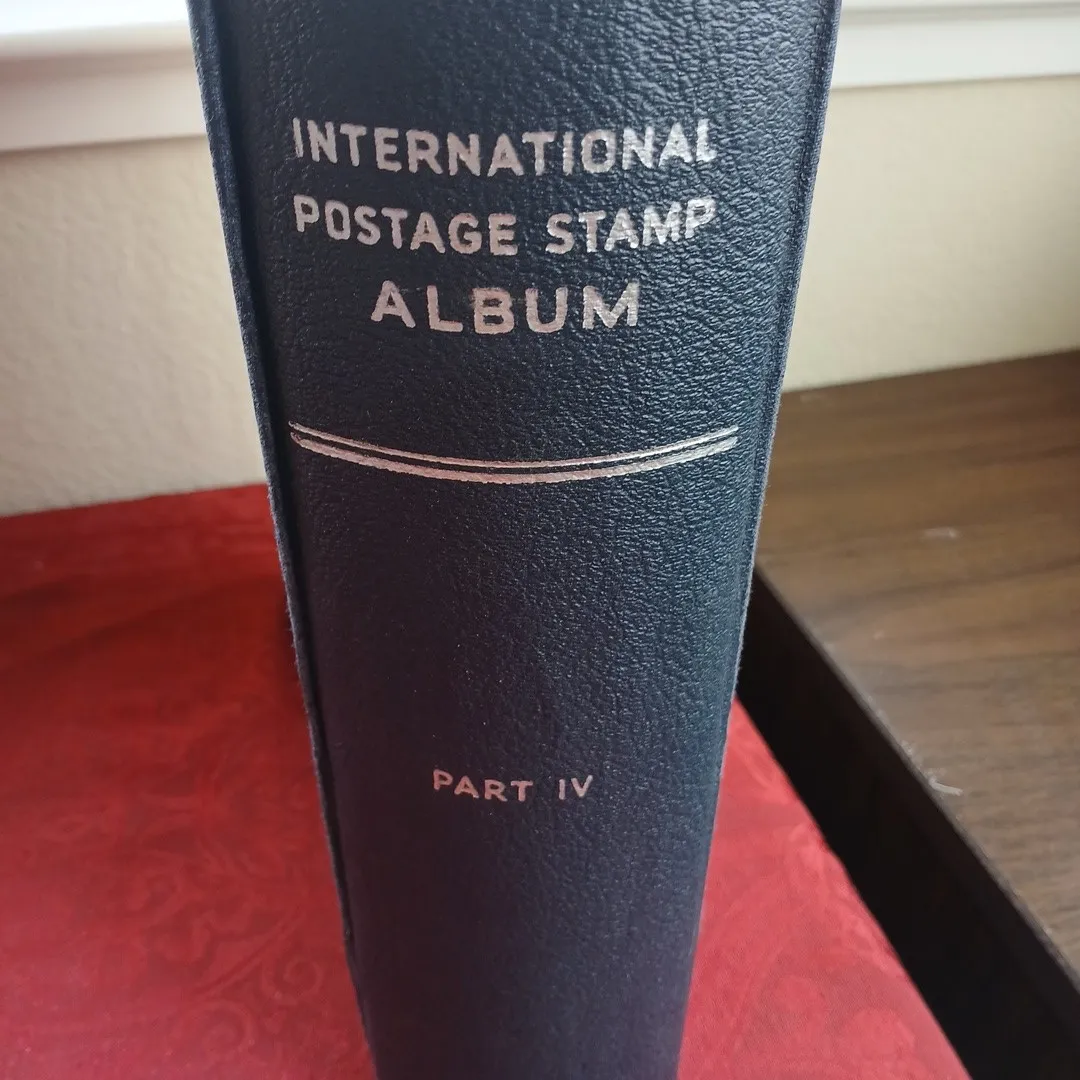 INTERNATIONAL
POSTAGE STAMP
ALBUM
PART IV